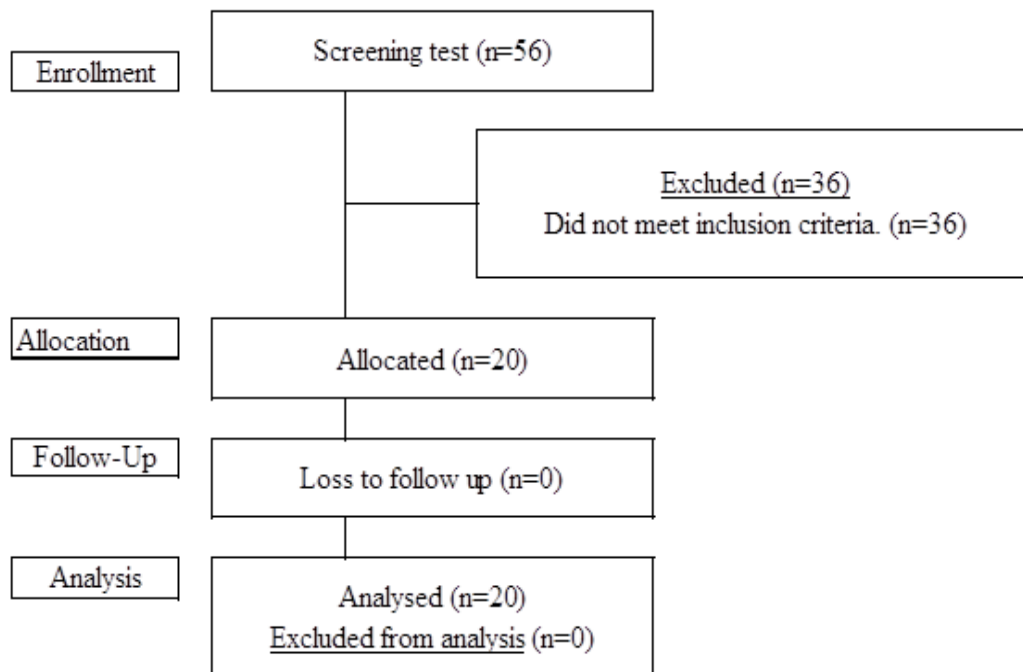 Enrollment
Screening test (n=56)
Excluded (n=36)
Did not meet inclusion criteria. (n=36)
Allocation
Allocated (n=20)
Follow-Up
Loss to follow up (n=0)
Analysis
Analysed (n=20)
Excluded from analysis (n=0)